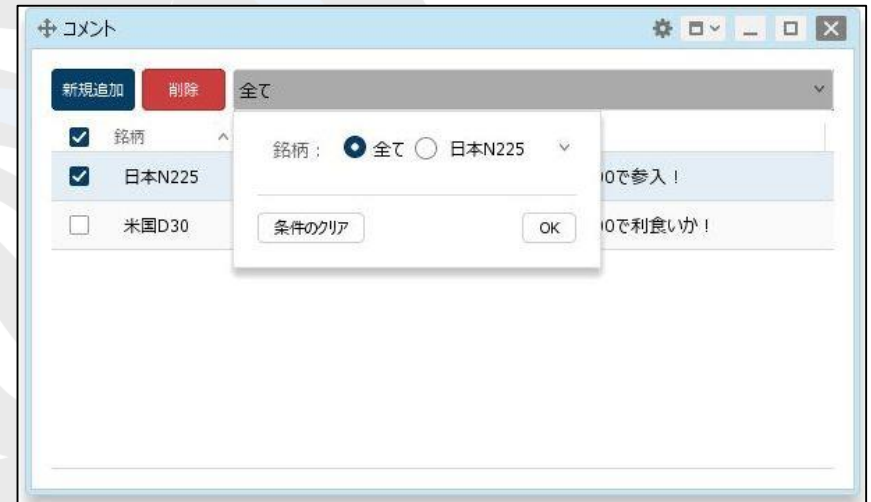 コメント
新規追加 削除 全て
銘柄
銘柄： 全て 日本N225
日本N225 0で参入！
米国D30 条件のクリア OK 0で利食いか！